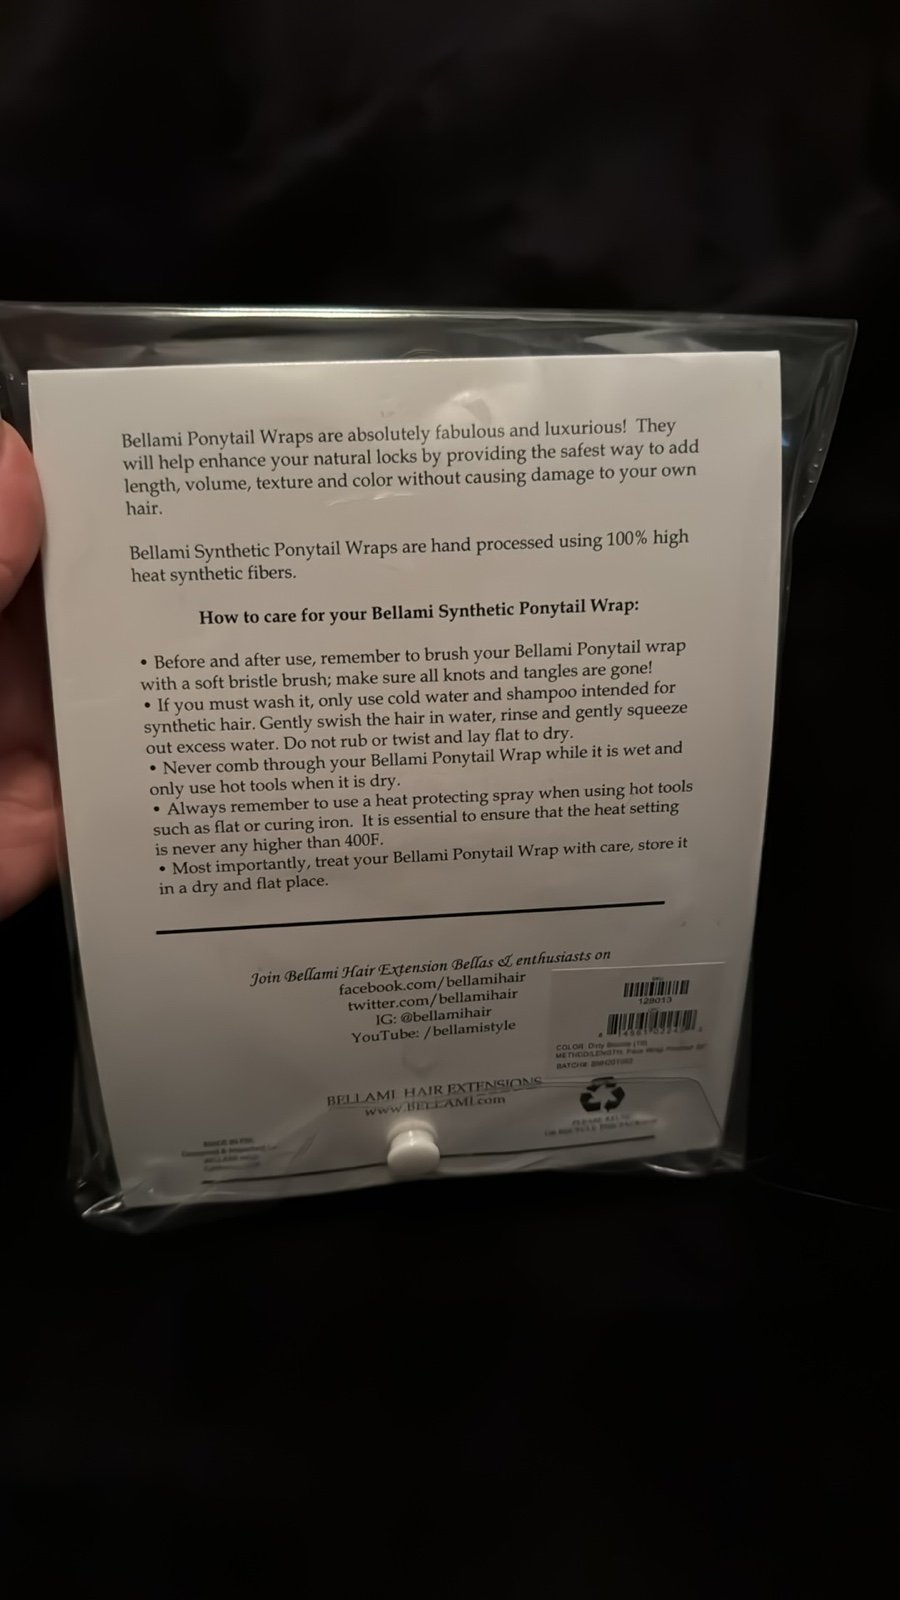 Bellami Ponytail Wraps are absolutely fabulous and luxurious! They
will help enhance your natural locks by providing the safest way to add
length, volume, texture and color without causing damage to your own
hair.
Bellami Synthetic Ponytail Wraps are hand processed using 100% high
heat synthetic fibers.
How to care for your Bellami Synthetic Ponytail Wrap:
• Before and after use, remember to brush your Bellami Ponytail wrap
with a soft bristle brush; make sure all knots and tangles are gone!
• If you must wash it, only use cold water and shampoo intended for
synthetic hair. Gently swish the hair in water, rinse and gently squeeze
out excess water. Do not rub or twist and lay flat to dry.
• Never comb through your Bellami Ponytail Wrap while it is wet and
only use hot tools when it is dry.
• Always remember to use a heat protecting spray when using hot tools
such as flat or curing iron. It is essential to ensure that the heat setting
is never any higher than 400F.
• Most importantly, treat your Bellami Ponytail Wrap with care, store it
in a dry and flat place.
Join Bellami Hair Extension Bellas & enthusiasts on
facebook.com/bellamihair
twitter.com/bellamihair
IG: @bellamihair
YouTube: /bellamistyle
128013
COLOR: Dirty Blonde
METHOD/LENGTH:
BATCH#:
BELLAMI HAIR EXTENSIONS
www.BELLAMI.com